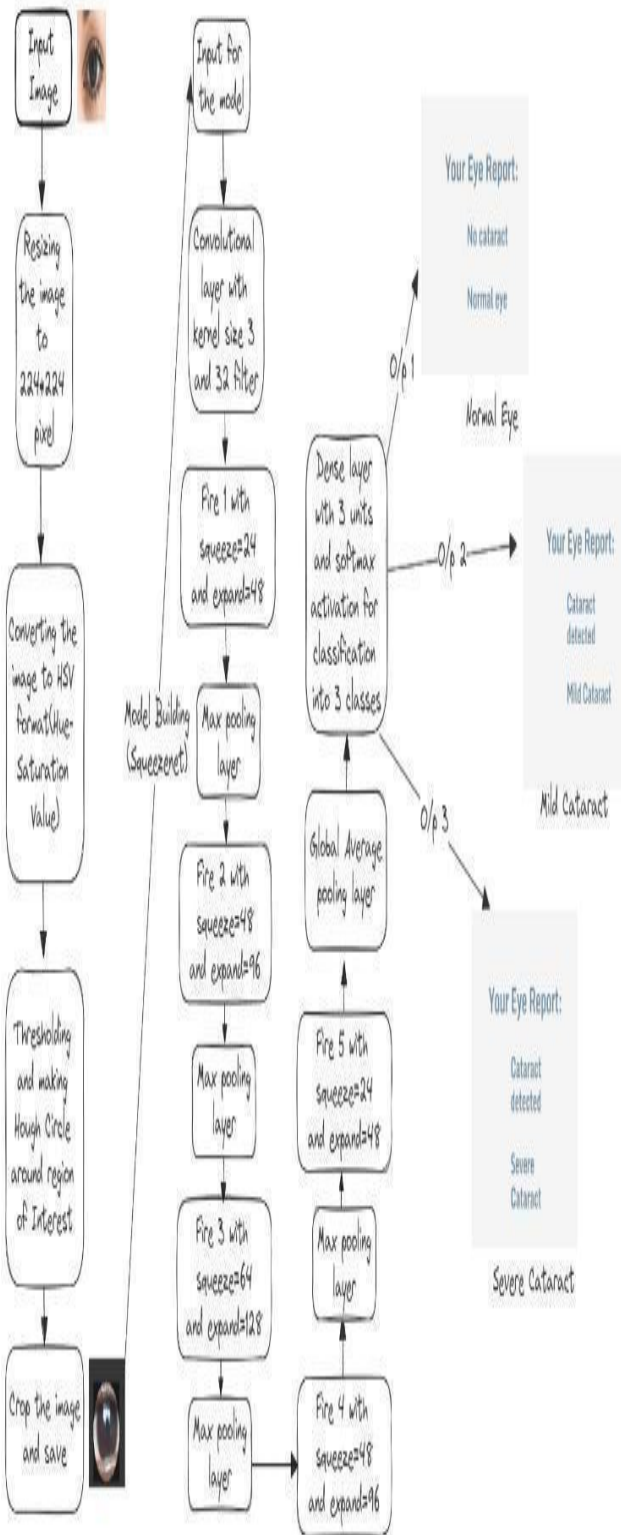 Input
Image
Resizing
the image
to
224*224
pixel
Converting the
image to HSV
format(Hue-
Saturation
Value)
Thresholding
and making
Hough Circle
around region
of Interest
Crop the image
and save
Model Building
(Squeezenet)
Input for
the model
Convolutional
layer with
kernel size 3
and 32 filter
Fire 1 with
squeeze=24
and expand=48
Max pooling
layer
Fire 2 with
squeeze=48
and expand=96
Max pooling
layer
Fire 3 with
squeeze=64
and expand=128
Max pooling
layer
Fire 4 with
squeeze=48
and expand=96
Max pooling
layer
Fire 5 with
squeeze=24
and expand=48
Global Average
pooling layer
Dense layer
with 3 units
and softmax
activation for
classification
into 3 classes
O/p 1
Your Eye Report:
No cataract
Normal eye
Normal Eye
O/p 2
Your Eye Report:
Cataract
detected
Mild Cataract
Mild Cataract
O/p 3
Your Eye Report:
Cataract
detected
Severe
Cataract
Severe Cataract